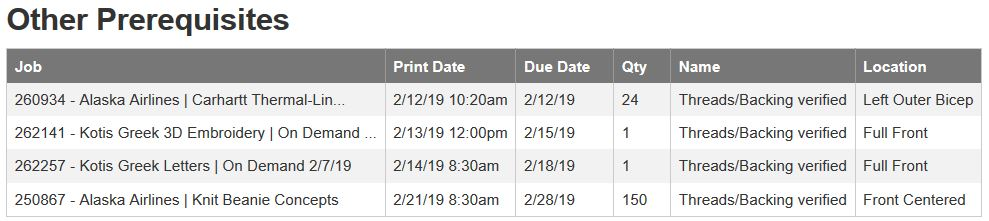 Other Prerequisites
Job Print Date Due Date Qty Name Location
260934 - Alaska Airlines | Carhartt Thermal-Lin... 2/12/19 10:20am 2/12/19 24 Threads/Backing verified Left Outer Bicep
262141 - Kotis Greek 3D Embroidery | On Demand ... 2/13/19 12:00pm 2/15/19 1 Threads/Backing verified Full Front
262257 - Kotis Greek Letters | On Demand 2/7/19 2/14/19 8:30am 2/18/19 1 Threads/Backing verified Full Front
250867 - Alaska Airlines | Knit Beanie Concepts 2/21/19 8:30am 2/28/19 150 Threads/Backing verified Front Centered